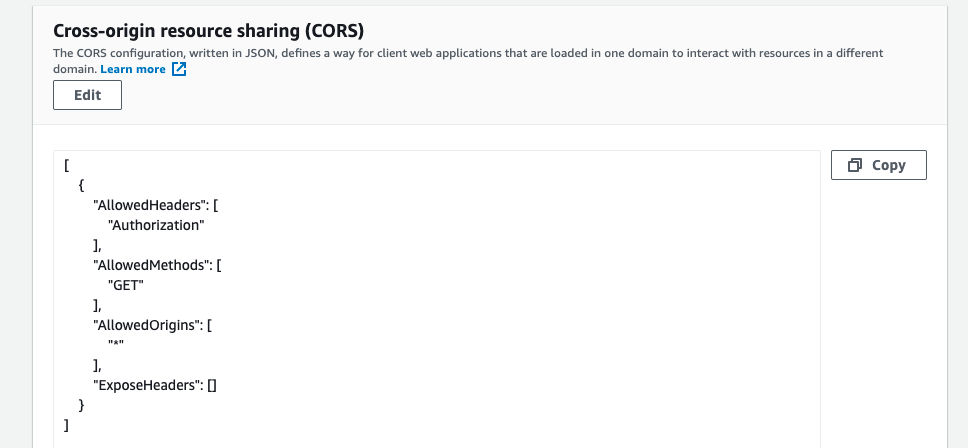 Cross-origin resource sharing (CORS)
The CORS configuration, written in JSON, defines a way for client web applications that are loaded in one domain to interact with resources in a different
domain. Learn more
Edit
Copy
[
{
"AllowedHeaders": [
"Authorization"
],
"AllowedMethods": [
"GET"
],
"AllowedOrigins": [
"*"
],
"ExposeHeaders": []
}
]